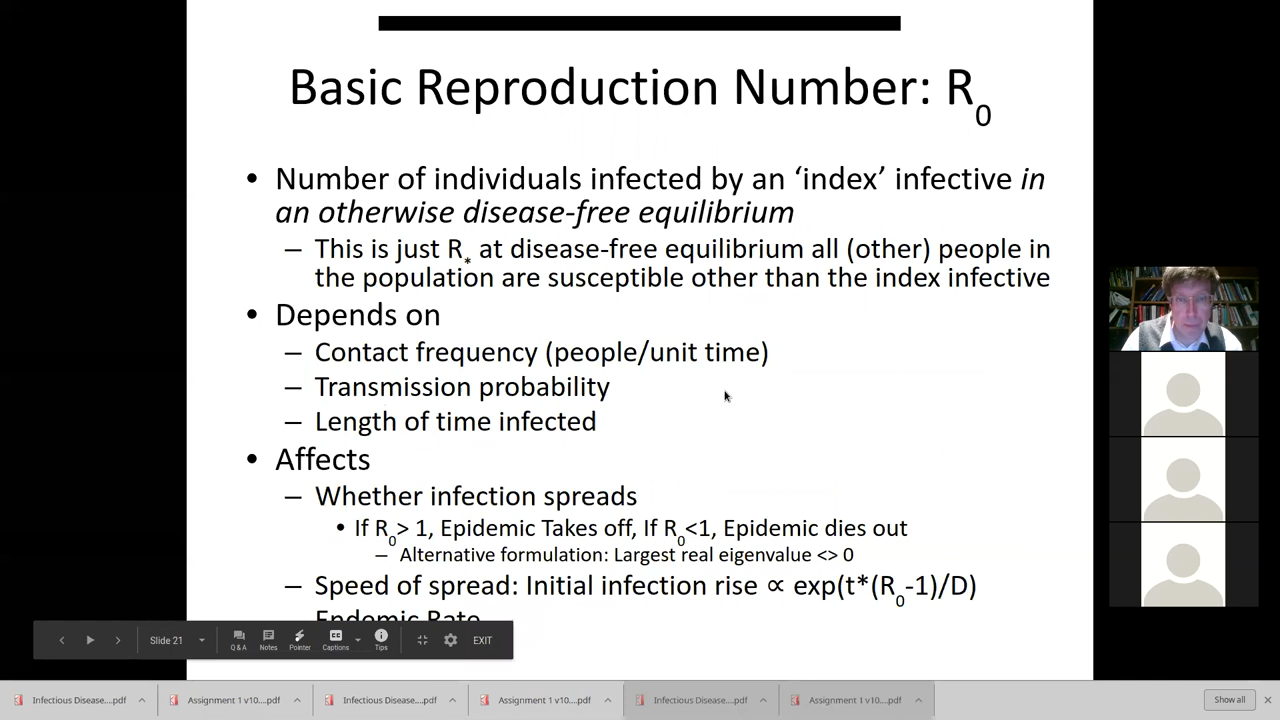 Basic Reproduction Number: R0
• Number of individuals infected by an ‘index’ infective in
an otherwise disease-free equilibrium
– This is just R* at disease-free equilibrium all (other) people in
the population are susceptible other than the index infective
• Depends on
– Contact frequency (people/unit time)
– Transmission probability
– Length of time infected
• Affects
– Whether infection spreads
• If R0> 1, Epidemic Takes off, If R0<1, Epidemic dies out
– Alternative formulation: Largest real eigenvalue <> 0
– Speed of spread: Initial infection rise ∝ exp(t*(R0-1)/D)
Endemic Rate
Slide 21 Q & A Notes Pointer CC Captions Tips EXIT
Infectious Disease....pdf Assignment 1 v10....pdf Infectious Disease....pdf Assignment 1 v10....pdf Infectious Disease....pdf Assignment 1 v10....pdf Show all